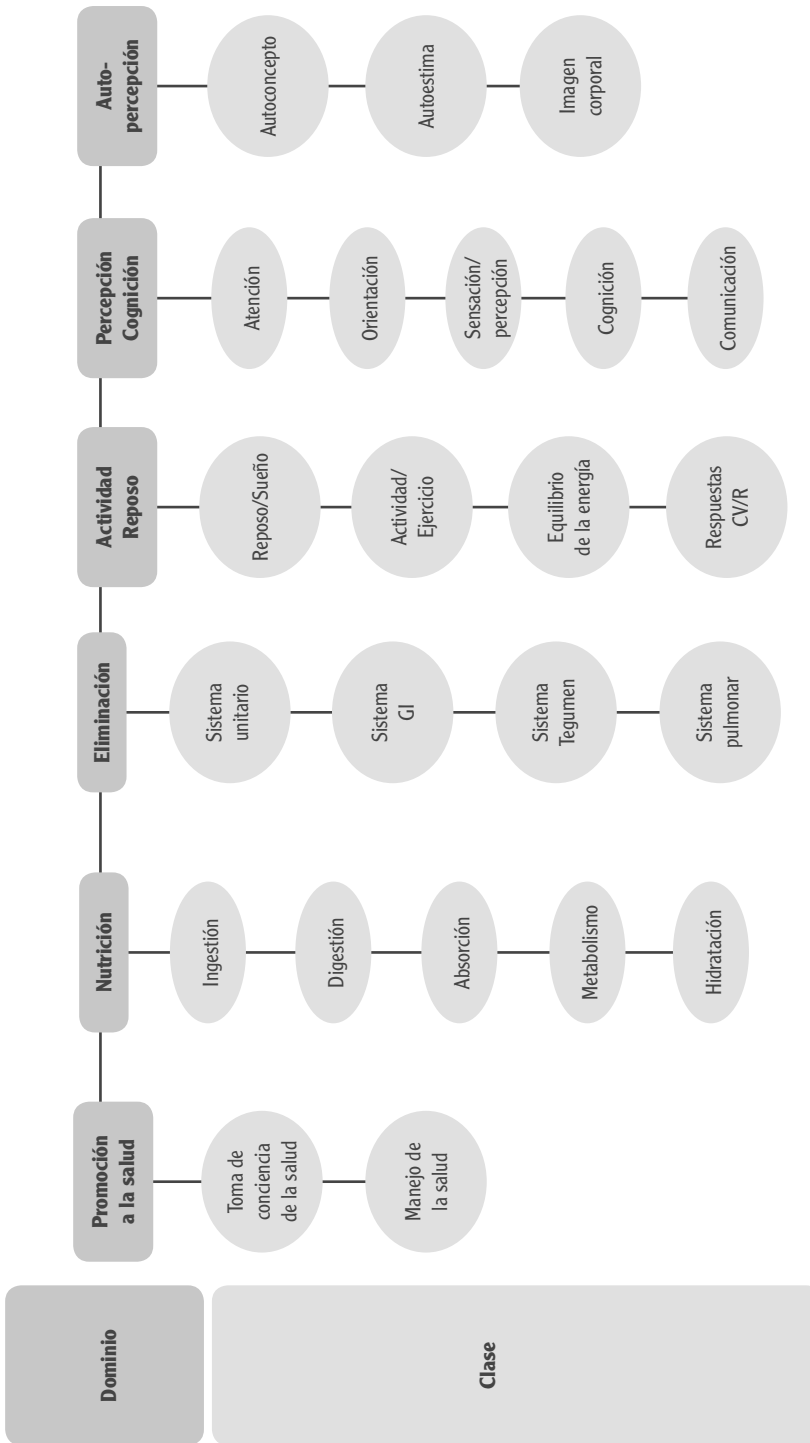 Dominio
Clase
Promoción
a la salud
Toma de
conciencia
de la salud
Manejo de
la salud
Nutrición
Ingestión
Digestión
Absorción
Metabolismo
Hidratación
Eliminación
Sistema
unitario
Sistema
GI
Sistema
Tegumen
Sistema
pulmonar
Actividad
Reposo
Reposo/Sueño
Actividad/
Ejercicio
Equilibrio
de la energía
Respuestas
CV/R
Percepción
Cognición
Atención
Orientación
Sensación/
percepción
Cognición
Comunicación
Auto-
percepción
Autoconcepto
Autoestima
Imagen
corporal